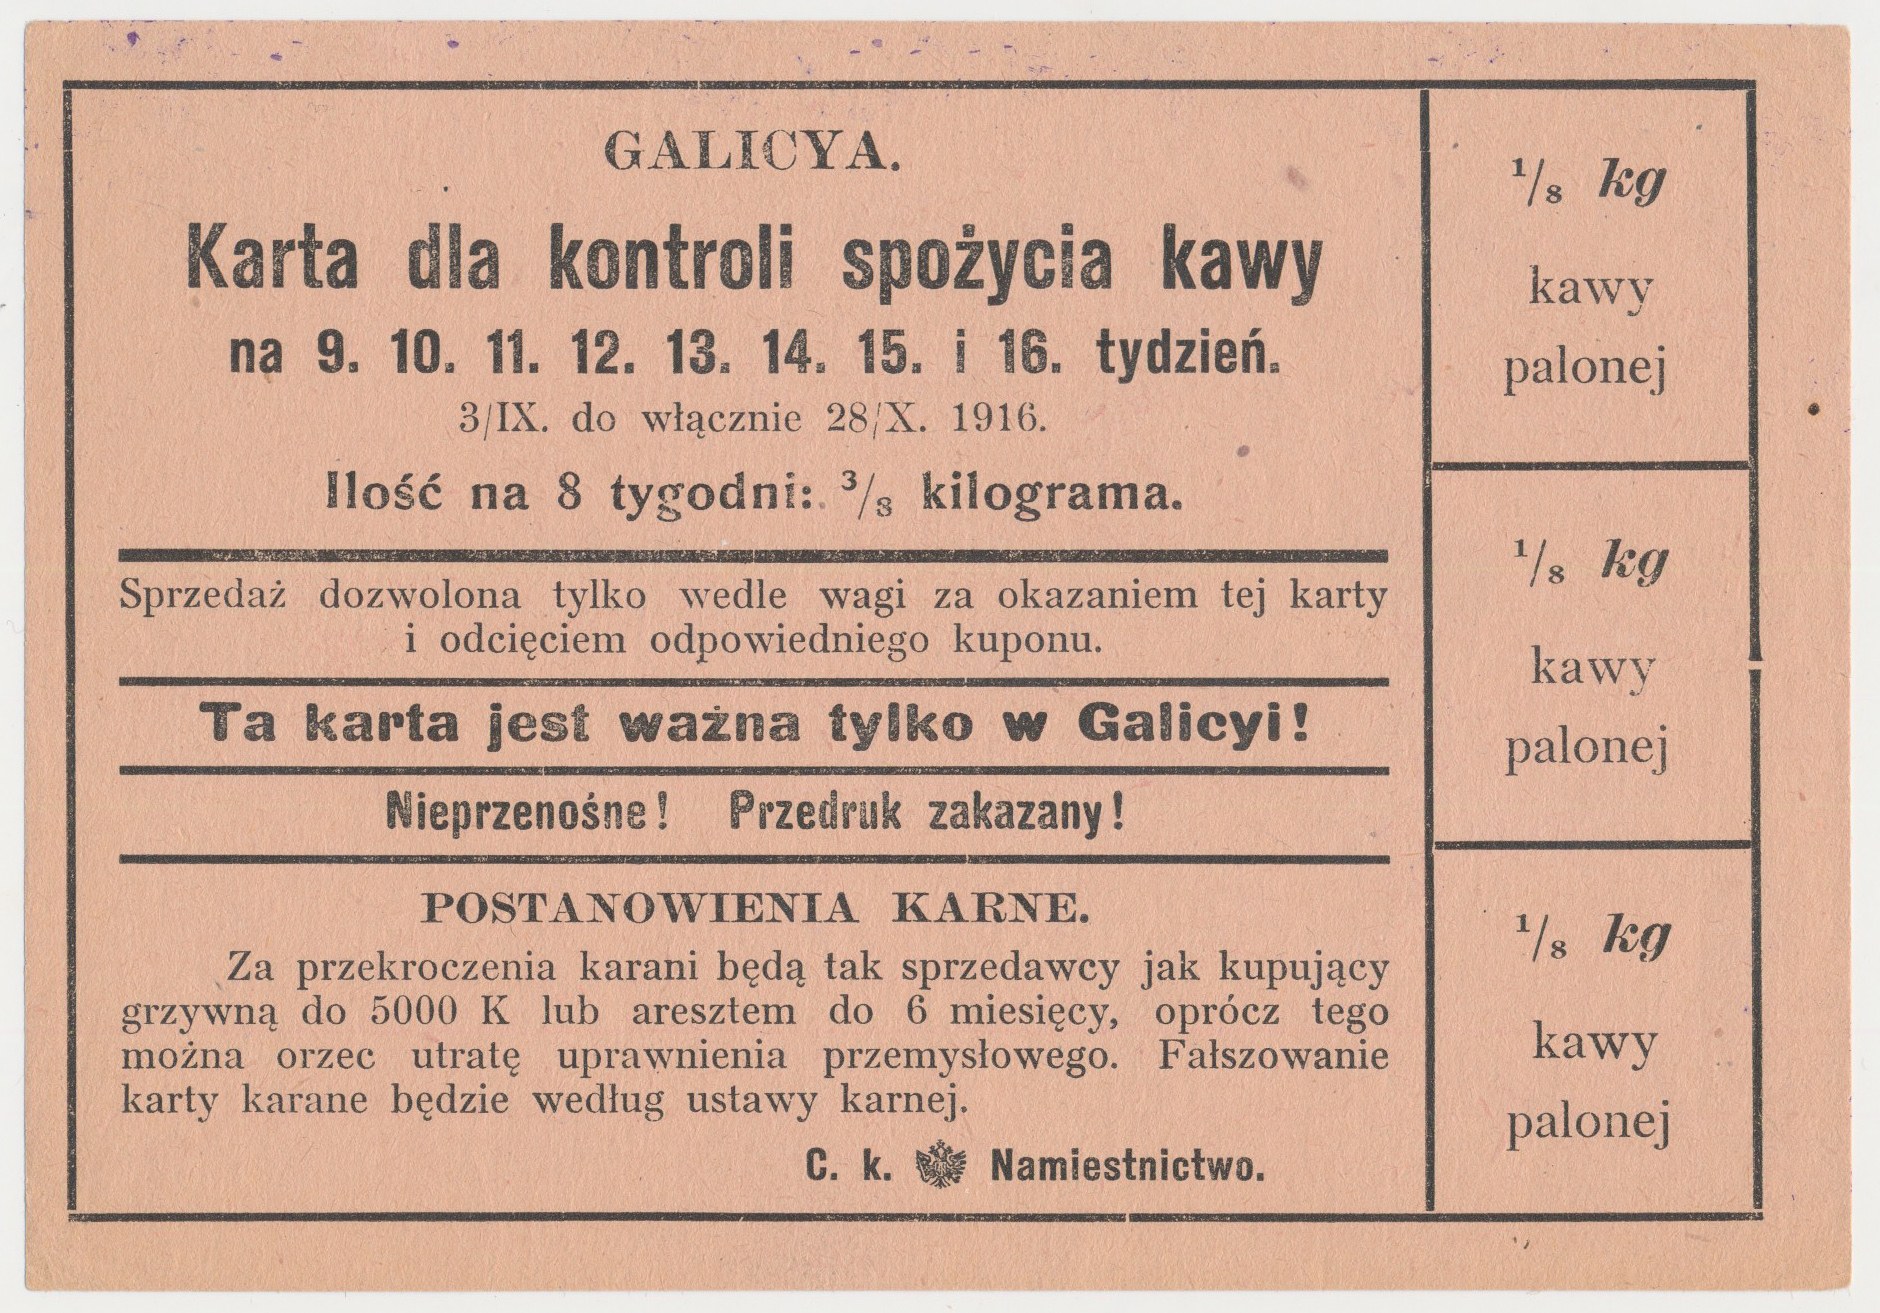 GALICYA.
Karta dla kontroli spożycia kawy
na 9. 10. 11. 12. 13. 14. 15. i 16. tydzień.
3/IX. do włącznie 28/X. 1916.
Ilość na 8 tygodni: 3/8 kilograma.
Sprzedaż dozwolona tylko wedle wagi za okazaniem tej karty
i odcięciem odpowiedniego kuponu.
Ta karta jest ważna tylko w Galicyi!
Nieprzenośne! Przedruk zakazany!
POSTANOWIENIA KARNE.
Za przekroczenia karani będą tak sprzedawcy jak kupujący
grzywną do 5000 K lub aresztem do 6 miesięcy, oprócz tego
można orzec utratę uprawnienia przemysłowego. Fałszowanie
karty karane będzie według ustawy karnej.
C. k. Namiestnictwo.
1/8 kg
kawy
palonej
1/8 kg
kawy
palonej
1/8 kg
kawy
palonej